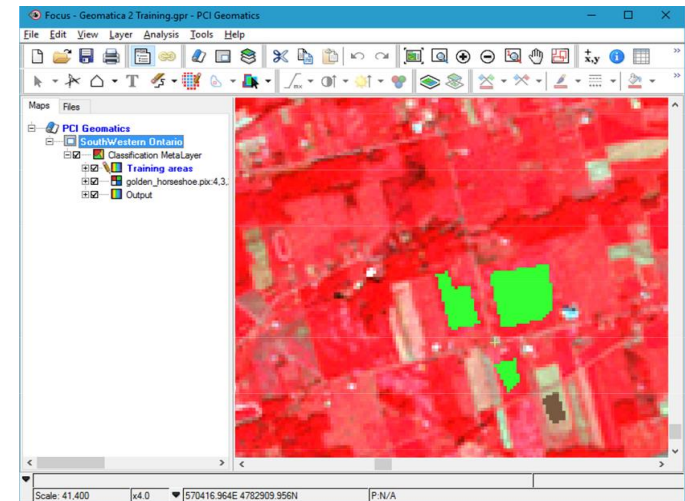 Focus - Geomatica 2 Training.gpr - PCI Geomatics
File Edit View Layer Analysis Tools Help
T
Maps Files
PCI Geomatics
SouthWestern Ontario
Classification MetaLayer
Training areas
golden_horseshoe.pix:4,3,
Output
Scale: 41,400 x4.0 570416.964E 4782909.956N P:N/A